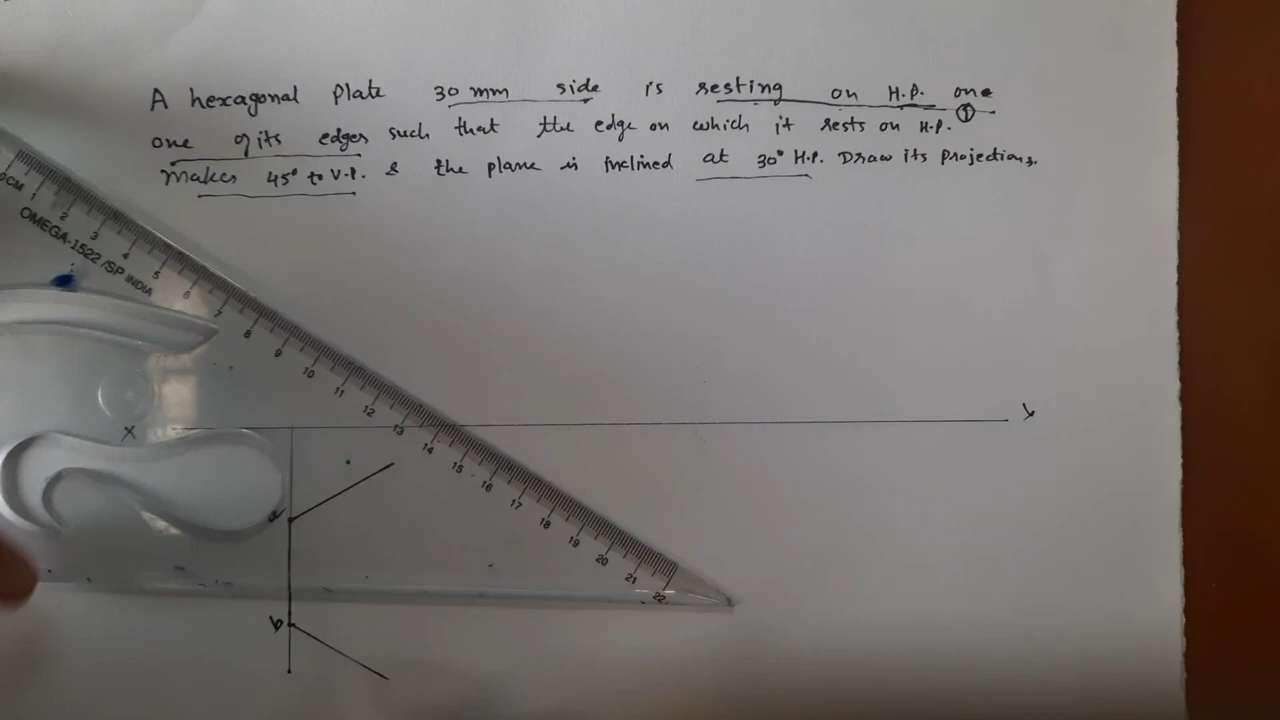 A hexagonal Plate 30 mm side is resting on H.P. one
one of its edges such that the edge on which it rests on H.P. 1
makes 45° to V.P. & the plane is inclined at 30° H.P. Draw its projections.
0CM 1 2 3 4 5 6 7 8 9 10 11 12 13 14 15 16 17 18 19 20 21 22
OMEGA-1522/SP INDIA
X Y
a
b